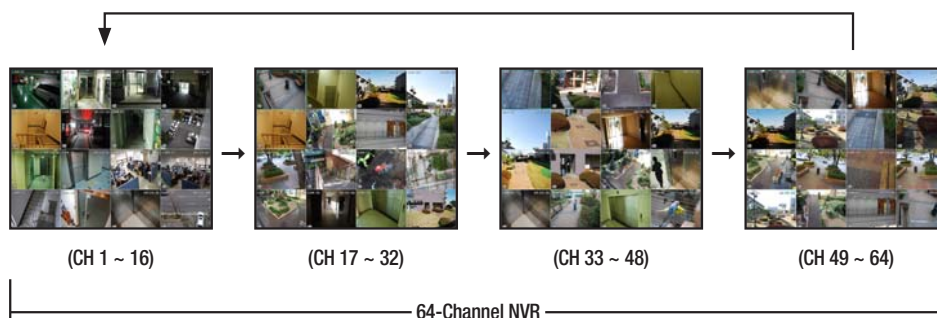 (CH 1 ~ 16)
(CH 17 ~ 32)
(CH 33 ~ 48)
(CH 49 ~ 64)
64-Channel NVR